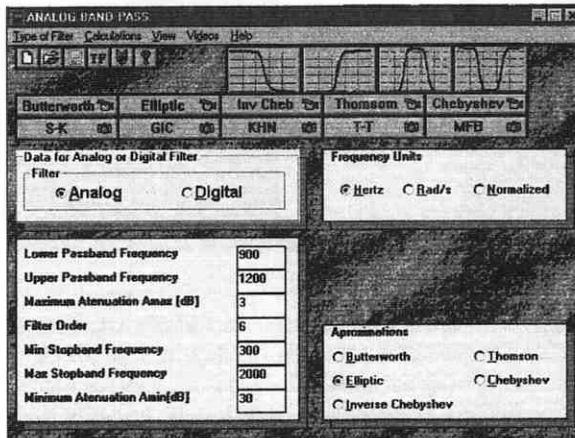 ANALOG BAND-PASS
Type of Filter Calculations View Videos Help
TF ?
Butterworth Elliptic Inv Cheb Thomsom Chebyshev
S-K GIC KHN T-T MFB
Data for Analog or Digital Filter
Filter
Analog Digital
Frequency Units
Hertz Rad/s Normalized
Lower Passband Frequency 900
Upper Passband Frequency 1200
Maximum Atenuation Amax [dB] 3
Filter Order 6
Min Stopband Frequency 300
Max Stopband Frequency 2000
Minimum Atenuation Amin[dB] 30
Aproximations
Butterworth Thomson
Elliptic Chebyshev
Inverse Chebyshev